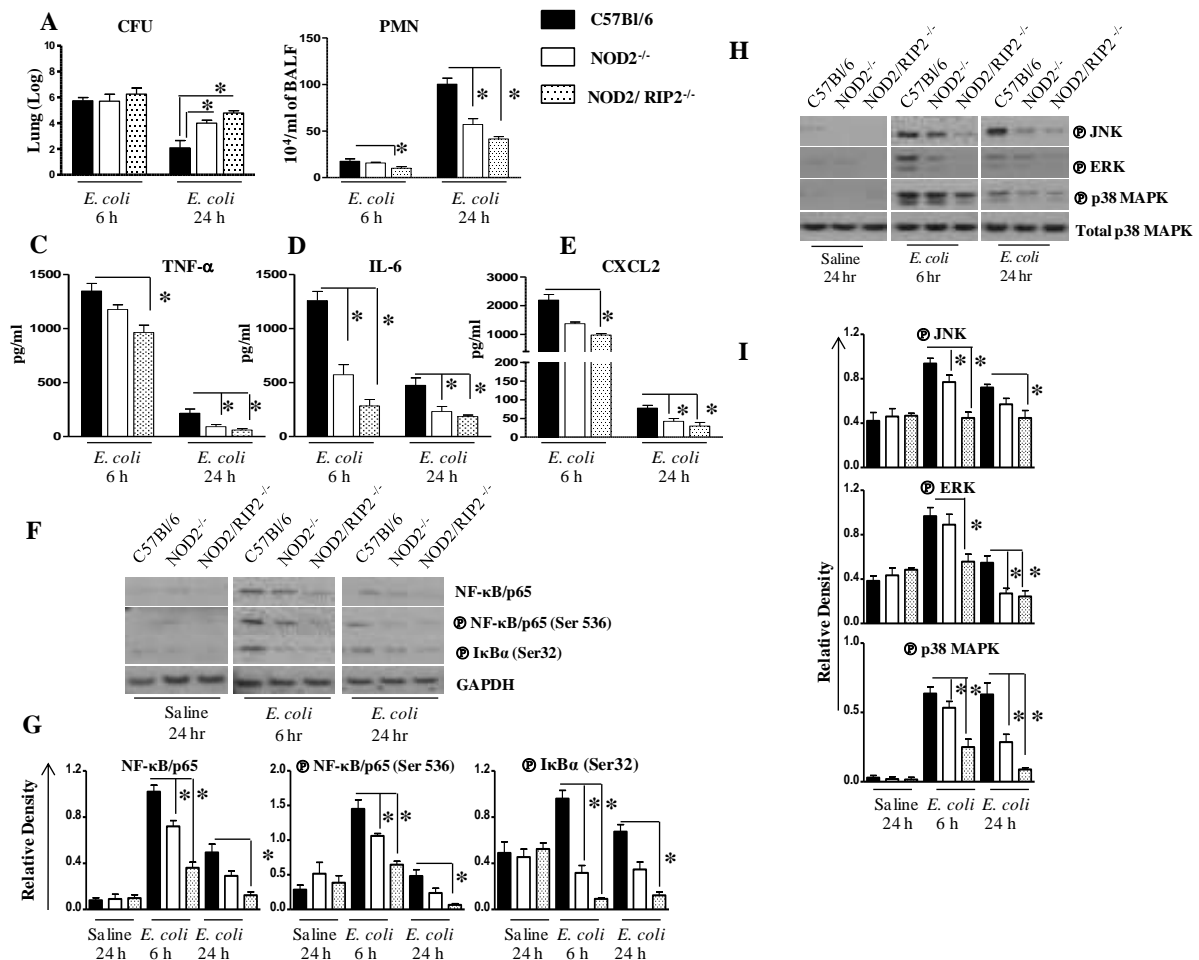 A
CFU
Lung (Log)
8
6
4
2
0
E. coli
6 h
E. coli
24 h
* *
PMN
10⁴/ml of BALF
150
100
50
0
E. coli
6 h
E. coli
24 h
* * *
C57Bl/6
NOD2-/-
NOD2/ RIP2-/-
C
TNF-α
pg/ml
1500
1000
500
0
E. coli
6 h
E. coli
24 h
* * *
D
IL-6
pg/ml
1500
1000
500
0
E. coli
6 h
E. coli
24 h
* * * *
E
CXCL2
pg/ml
3000
2000
1000
200
150
100
50
0
E. coli
6 h
E. coli
24 h
* * *
F
C57Bl/6
NOD2-/-
NOD2/RIP2 -/-
C57Bl/6
NOD2-/-
NOD2/RIP2 -/-
C57Bl/6
NOD2-/-
NOD2/RIP2 -/-
NF-κB/p65
Ⓟ NF-κB/p65 (Ser 536)
Ⓟ IκBα (Ser32)
GAPDH
Saline
24 hr
E. coli
6 hr
E. coli
24 hr
G
Relative Density
NF-κB/p65
1.2
0.8
0.4
0.0
Saline
24 h
E. coli
6 h
E. coli
24 h
* * *
Ⓟ NF-κB/p65 (Ser 536)
2.0
1.5
1.0
0.5
0.0
Saline
24 h
E. coli
6 h
E. coli
24 h
* * *
Ⓟ IκBα (Ser32)
1.2
0.8
0.4
0.0
Saline
24 h
E. coli
6 h
E. coli
24 h
* * *
H
C57Bl/6
NOD2-/-
NOD2/RIP2 -/-
C57Bl/6
NOD2-/-
NOD2/RIP2 -/-
C57Bl/6
NOD2-/-
NOD2/RIP2 -/-
Ⓟ JNK
Ⓟ ERK
Ⓟ p38 MAPK
Total p38 MAPK
Saline
24 hr
E. coli
6 hr
E. coli
24 hr
I
Relative Density
Ⓟ JNK
1.2
0.8
0.4
0.0
* * *
Ⓟ ERK
1.2
0.8
0.4
0.0
* * *
Ⓟ p38 MAPK
1.0
0.5
0.0
* * * *
Saline
24 h
E. coli
6 h
E. coli
24 h